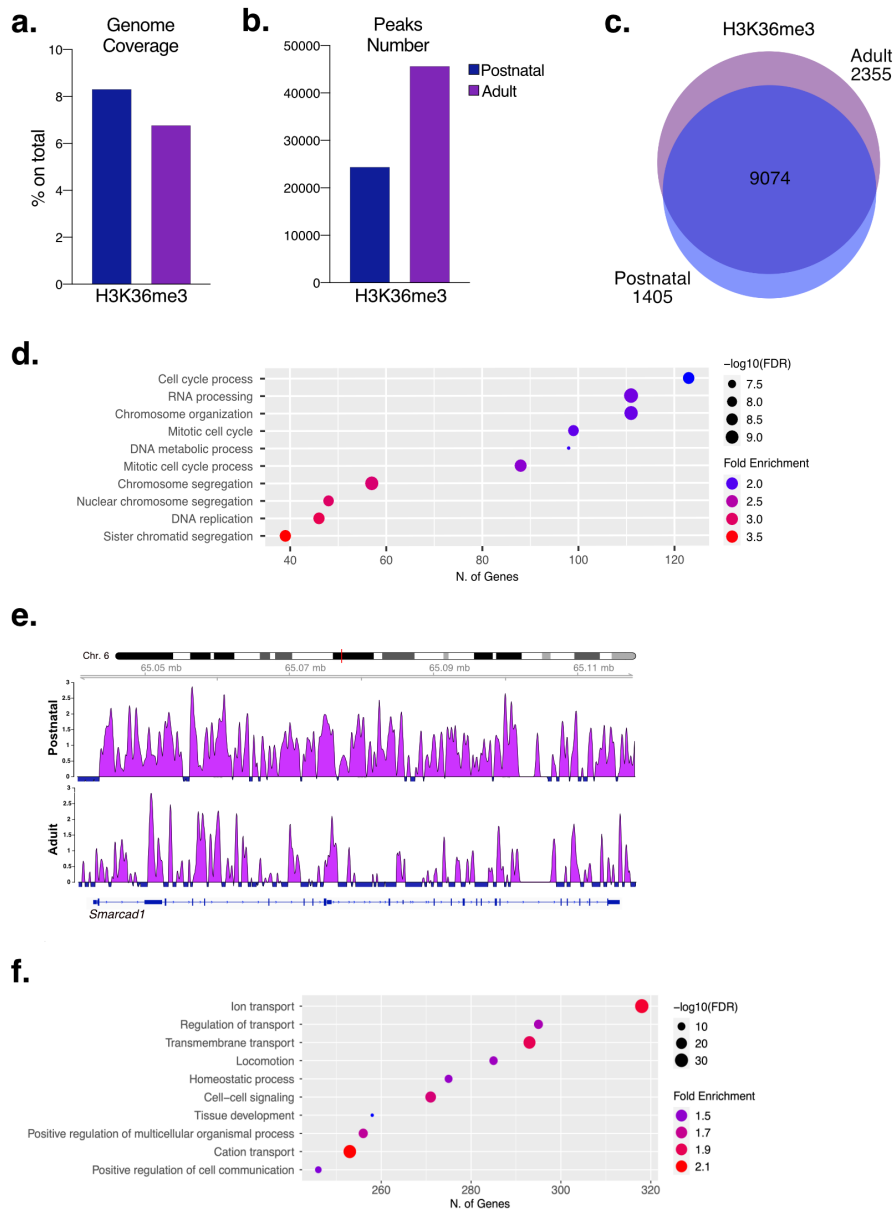 a.
Genome
Coverage
10
8
6
4
2
0
% on total
H3K36me3
b.
Peaks
Number
50000
40000
30000
20000
10000
0
H3K36me3
Postnatal
Adult
c.
H3K36me3
Adult
2355
9074
Postnatal
1405
d.
Cell cycle process
RNA processing
Chromosome organization
Mitotic cell cycle
DNA metabolic process
Mitotic cell cycle process
Chromosome segregation
Nuclear chromosome segregation
DNA replication
Sister chromatid segregation
40 60 80 100 120
N. of Genes
−log10(FDR)
7.5
8.0
8.5
9.0
Fold Enrichment
2.0
2.5
3.0
3.5
e.
Chr. 6
65.05 mb 65.07 mb 65.09 mb 65.11 mb
Postnatal
3
2.5
2
1.5
1
0.5
0
Adult
3
2.5
2
1.5
1
0.5
0
Smarcad1
f.
Ion transport
Regulation of transport
Transmembrane transport
Locomotion
Homeostatic process
Cell−cell signaling
Tissue development
Positive regulation of multicellular organismal process
Cation transport
Positive regulation of cell communication
260 280 300 320
N. of Genes
−log10(FDR)
10
20
30
Fold Enrichment
1.5
1.7
1.9
2.1